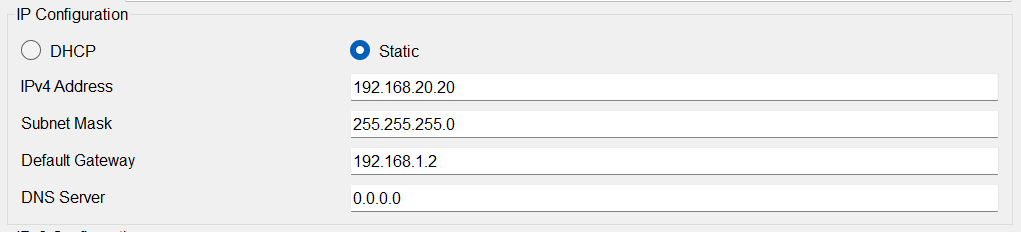 IP Configuration
DHCP Static
IPv4 Address 192.168.20.20
Subnet Mask 255.255.255.0
Default Gateway 192.168.1.2
DNS Server 0.0.0.0